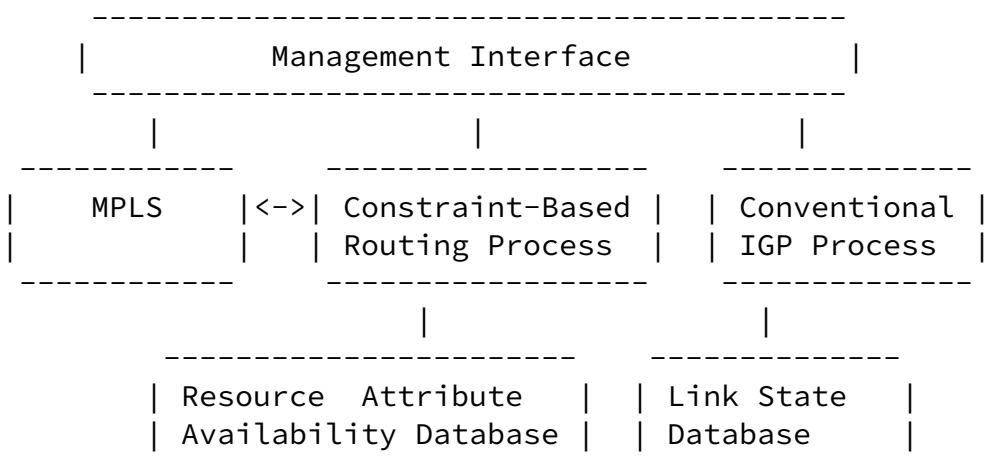 ------------------------------------------
|          Management Interface            |
------------------------------------------
|                 |                 |
------------     ------------------    --------------
|    MPLS    |<->| Constraint-Based |  | Conventional |
|            |   | Routing Process  |  | IGP Process  |
------------     ------------------    --------------
|                  |
-----------------------    --------------
| Resource  Attribute   |  | Link State   |
| Availability Database |  | Database     |